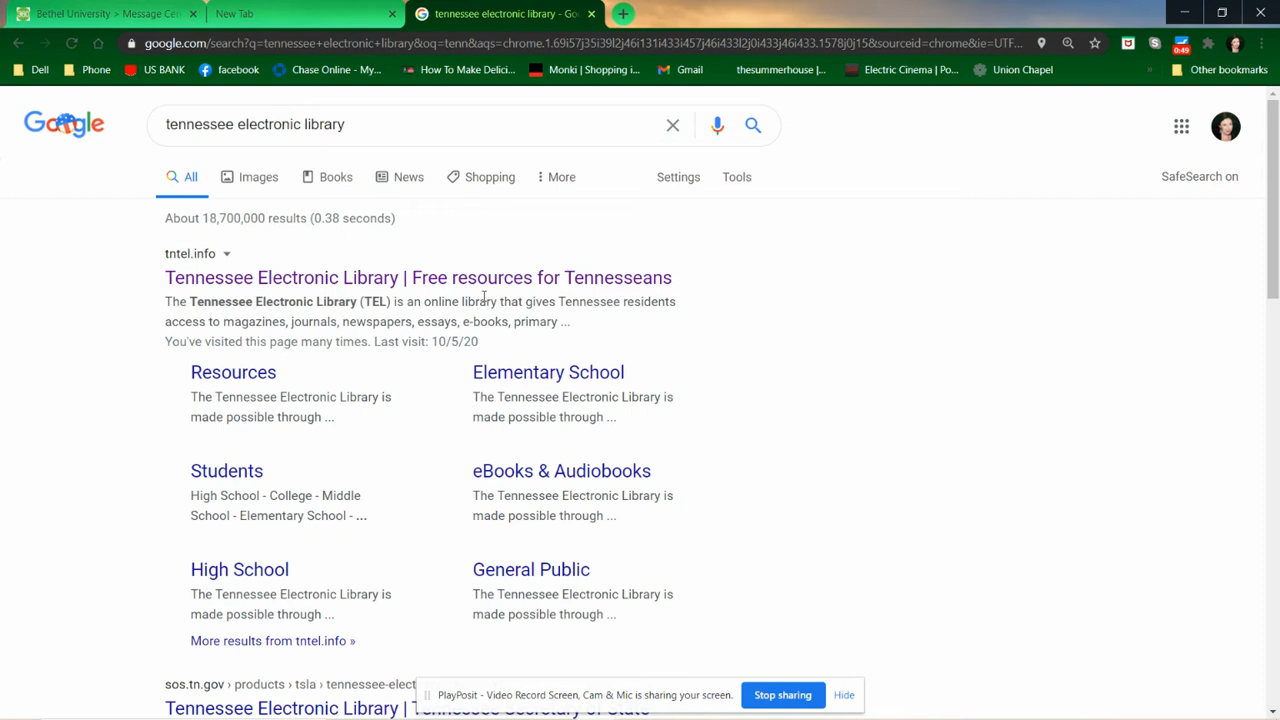 Bethel University > Message Cen
New Tab
tennessee electronic library - Go
google.com/search?q=tennessee+electronic+library&oq=tenn&aqs=chrome.1.69i57j35i39l2j46i131i433i457j46i433l2j0i433j46i433.1578j0j15&sourceid=chrome&ie=UTF...
0:49
Dell
Phone
US BANK
facebook
Chase Online - My...
How To Make Delici...
Monki | Shopping i...
Gmail
thesummerhouse |...
Electric Cinema | Po...
Union Chapel
Other bookmarks
Google
tennessee electronic library
All
Images
Books
News
Shopping
More
Settings
Tools
SafeSearch on
About 18,700,000 results (0.38 seconds)
tntel.info
Tennessee Electronic Library | Free resources for Tennesseans
The Tennessee Electronic Library (TEL) is an online library that gives Tennessee residents
access to magazines, journals, newspapers, essays, e-books, primary ...
You've visited this page many times. Last visit: 10/5/20
Resources
The Tennessee Electronic Library is
made possible through ...
Elementary School
The Tennessee Electronic Library is
made possible through ...
Students
High School - College - Middle
School - Elementary School - ...
eBooks & Audiobooks
The Tennessee Electronic Library is
made possible through ...
High School
The Tennessee Electronic Library is
made possible through ...
General Public
The Tennessee Electronic Library is
made possible through ...
More results from tntel.info »
sos.tn.gov › products › tsla › tennessee-elect
PlayPosit - Video Record Screen, Cam & Mic is sharing your screen.
Stop sharing
Hide
Tennessee Electronic Library | Tennessee Secretary of State